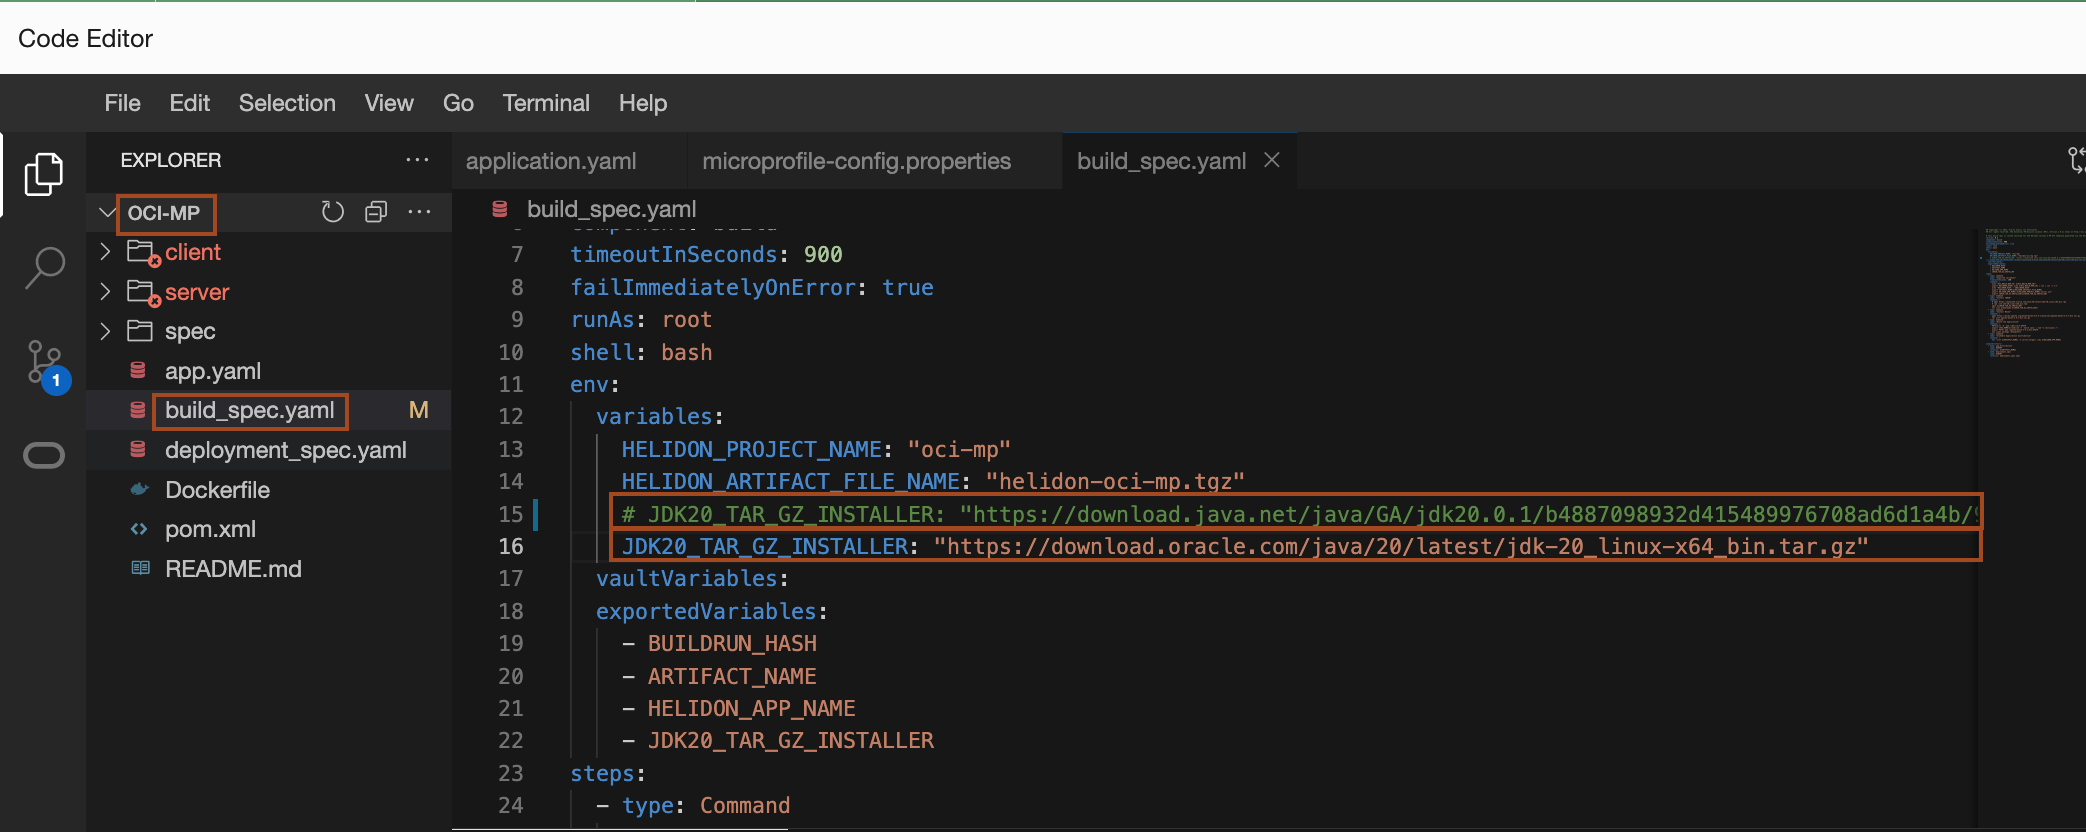 Code Editor
File Edit Selection View Go Terminal Help
EXPLORER
OCI-MP
client
server
spec
app.yaml
build_spec.yaml M
deployment_spec.yaml
Dockerfile
pom.xml
README.md
1
application.yaml microprofile-config.properties build_spec.yaml
build_spec.yaml
7 timeoutInSeconds: 900
8 failImmediatelyOnError: true
9 runAs: root
10 shell: bash
11 env:
12 variables:
13 HELIDON_PROJECT_NAME: "oci-mp"
14 HELIDON_ARTIFACT_FILE_NAME: "helidon-oci-mp.tgz"
15 # JDK20_TAR_GZ_INSTALLER: "https://download.java.net/java/GA/jdk20.0.1/b4887098932d415489976708ad6d1a4b/
16 JDK20_TAR_GZ_INSTALLER: "https://download.oracle.com/java/20/latest/jdk-20_linux-x64_bin.tar.gz"
17 vaultVariables:
18 exportedVariables:
19 - BUILDRUN_HASH
20 - ARTIFACT_NAME
21 - HELIDON_APP_NAME
22 - JDK20_TAR_GZ_INSTALLER
23 steps:
24 - type: Command